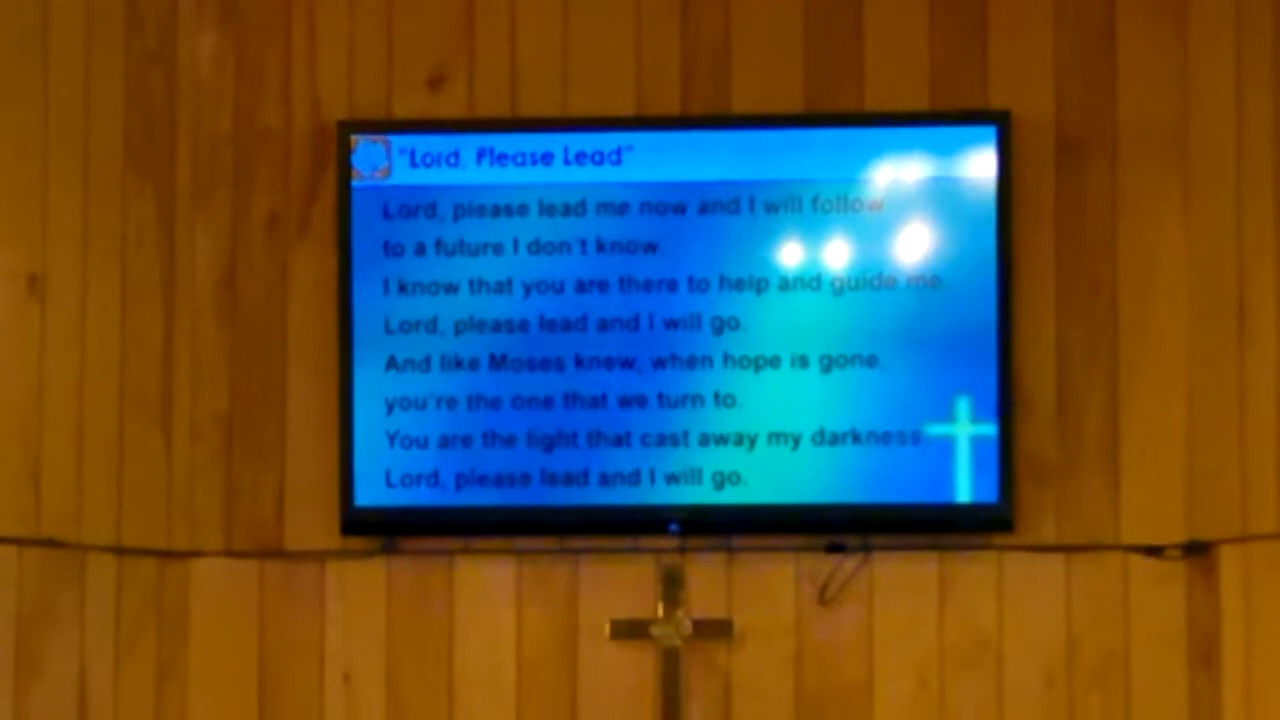 "Lord, Please Lead"
Lord, please lead me now and I will follow
to a future I don't know.
I know that you are there to help and guide me.
Lord, please lead and I will go.
And like Moses knew, when hope is gone,
you're the one that we turn to.
You are the light that cast away my darkness.
Lord, please lead and I will go.